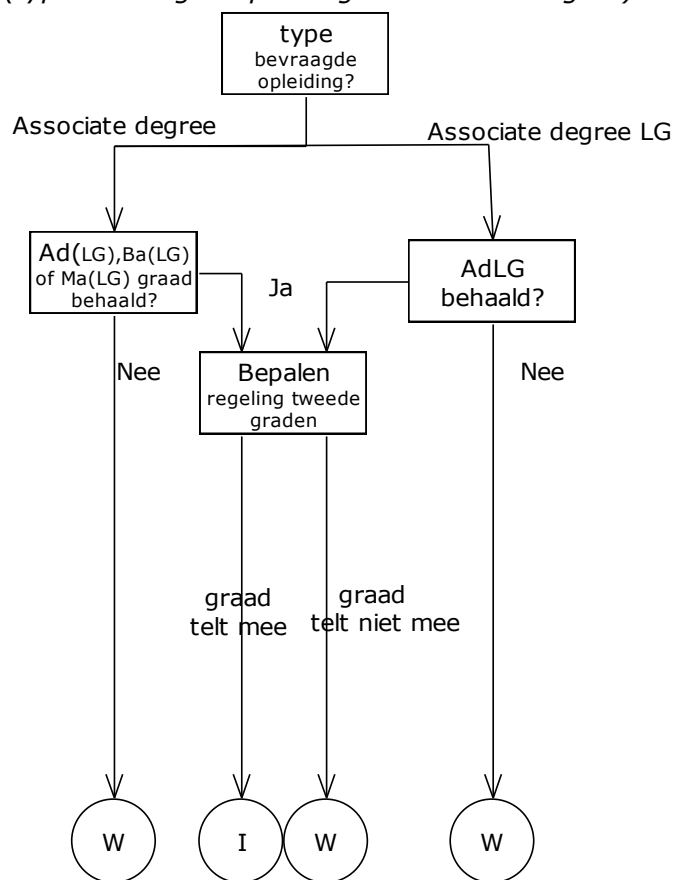 type
bevraagde
opleiding?
Associate degree
Associate degree LG
Ad(LG),Ba(LG)
of Ma(LG) graad
behaald?
AdLG
behaald?
Ja
Nee
Nee
Bepalen
regeling tweede
graden
graad
telt mee
graad
telt niet mee
W
I
W
W